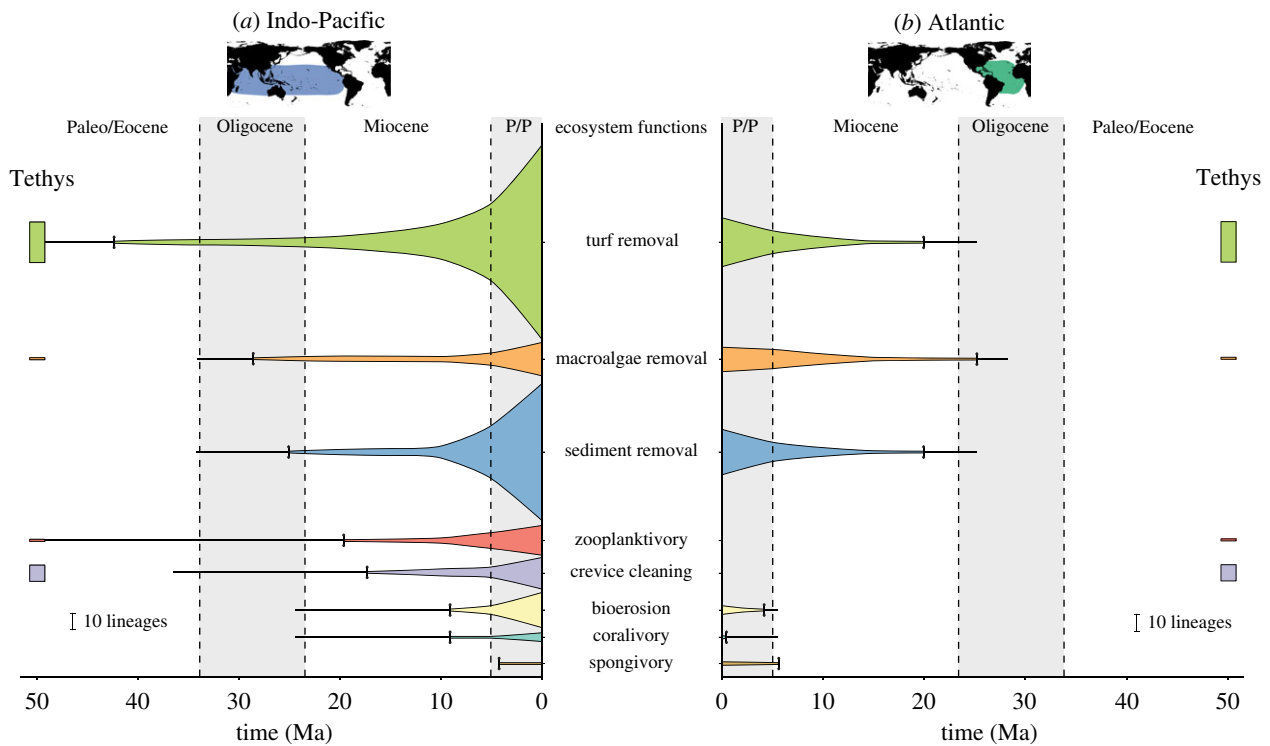 (a) Indo-Pacific
(b) Atlantic
Paleo/Eocene Oligocene Miocene P/P ecosystem functions P/P Miocene Oligocene Paleo/Eocene
Tethys Tethys
turf removal
macroalgae removal
sediment removal
zooplanktivory
crevice cleaning
bioerosion
10 lineages 10 lineages
coralivory
spongivory
50 40 30 20 10 0 0 10 20 30 40 50
time (Ma) time (Ma)